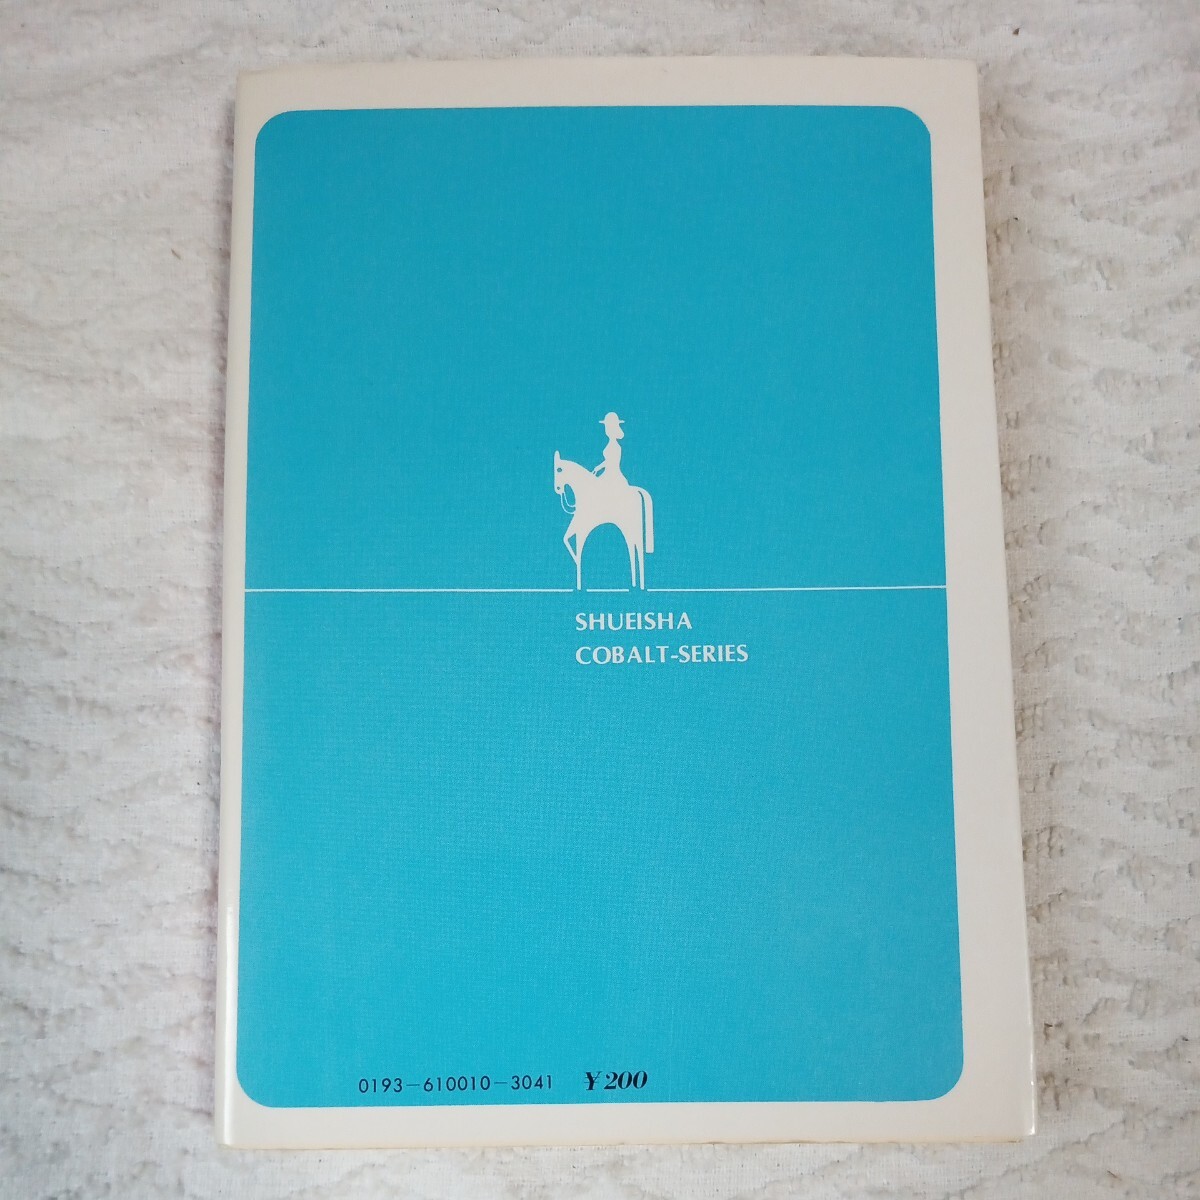 SHUEISHA
COBALT-SERIES
0193-610010-3041 ¥200